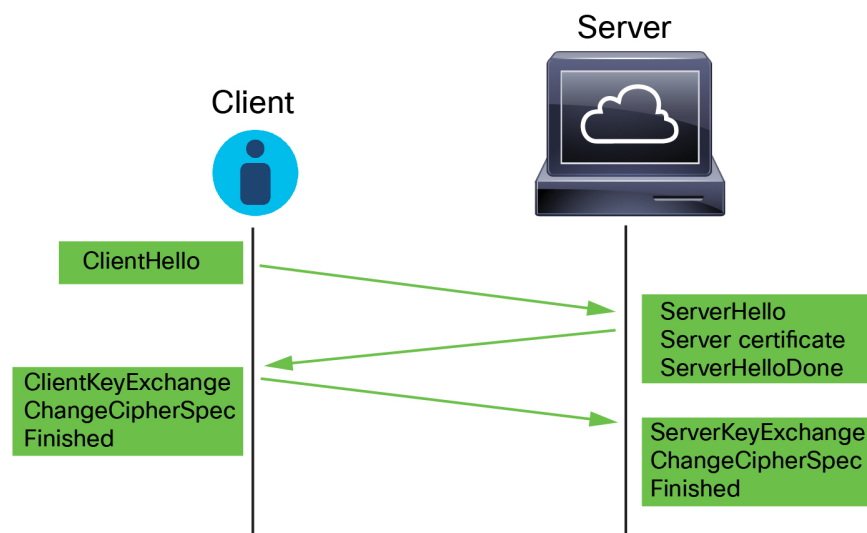 Server
Client
ClientHello
ServerHello
Server certificate
ServerHelloDone
ClientKeyExchange
ChangeCipherSpec
Finished
ServerKeyExchange
ChangeCipherSpec
Finished